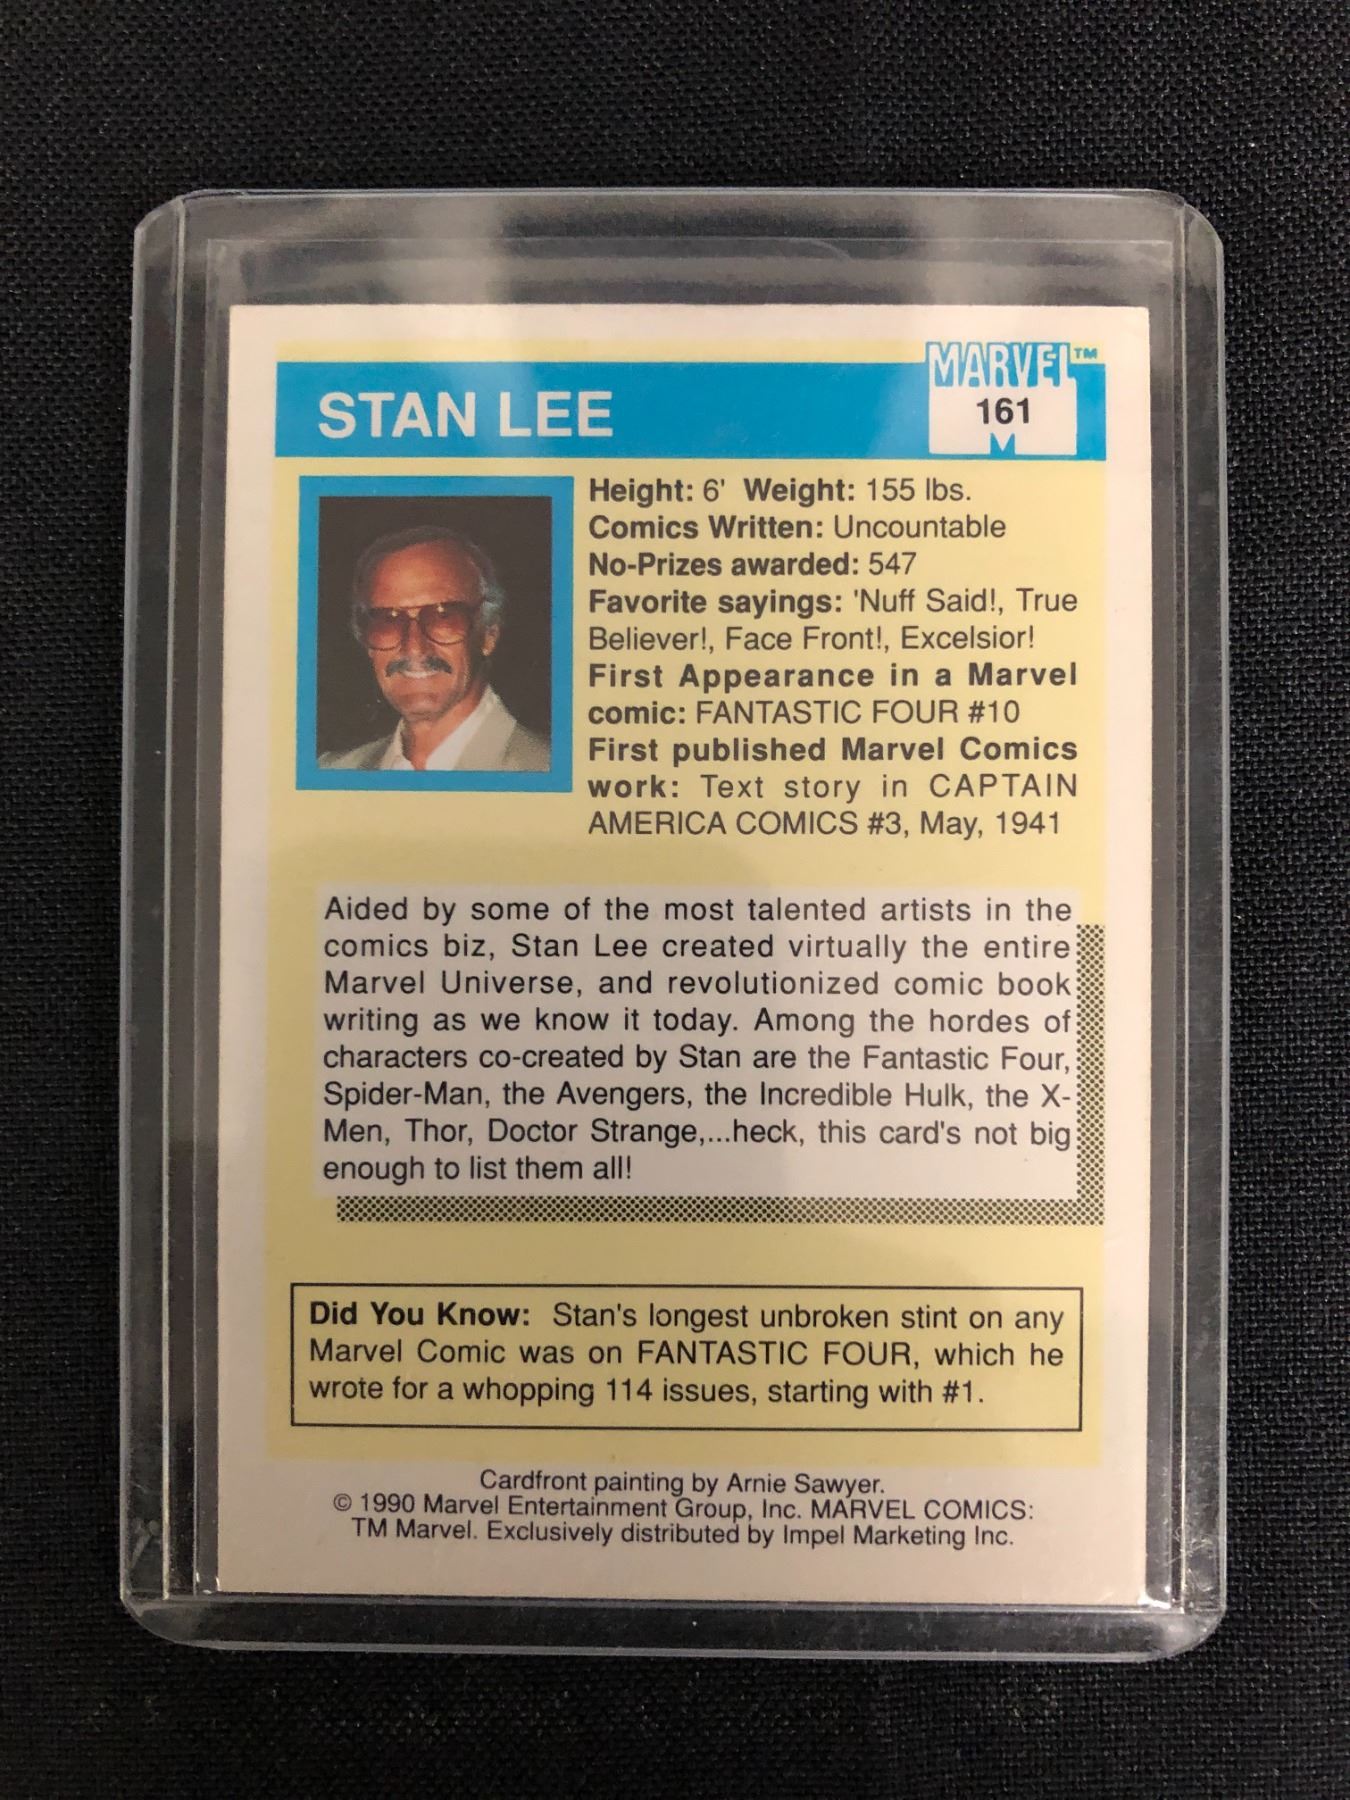 STAN LEE
MARVEL™
161
M
Height: 6' Weight: 155 lbs.
Comics Written: Uncountable
No-Prizes awarded: 547
Favorite sayings: 'Nuff Said!, True
Believer!, Face Front!, Excelsior!
First Appearance in a Marvel
comic: FANTASTIC FOUR #10
First published Marvel Comics
work: Text story in CAPTAIN
AMERICA COMICS #3, May, 1941
Aided by some of the most talented artists in the
comics biz, Stan Lee created virtually the entire
Marvel Universe, and revolutionized comic book
writing as we know it today. Among the hordes of
characters co-created by Stan are the Fantastic Four,
Spider-Man, the Avengers, the Incredible Hulk, the X-
Men, Thor, Doctor Strange,...heck, this card's not big
enough to list them all!
Did You Know: Stan's longest unbroken stint on any
Marvel Comic was on FANTASTIC FOUR, which he
wrote for a whopping 114 issues, starting with #1.
Cardfront painting by Arnie Sawyer.
© 1990 Marvel Entertainment Group, Inc. MARVEL COMICS:
TM Marvel. Exclusively distributed by Impel Marketing Inc.